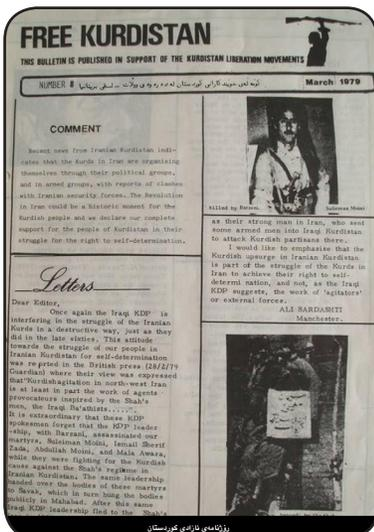 FREE KURDISTAN
THIS BULLETIN IS PUBLISHED IN SUPPORT OF THE KURDISTAN LIBERATION MOVEMENTS
NUMBER 8
March 1979
COMMENT
Recent news from Iranian Kurdistan indi-
cates that the Kurds in Iran are organising
themselves through their political groups,
and in armed groups, with reports of clashes
with Iranian security forces. The Revolution
in Iran could be a historic moment for the
Kurdish people and we declare our complete
support for the people of Kurdistan in their
struggle for the right to self-determination.
Letters
Dear Editor,
Once again the Iraqi KDP is
interfering in the struggle of the Iranian
Kurds in a destructive way, just as they
did in the late sixties. This attitude
towards the struggle of our people in
Iranian Kurdistan for self-determination
was reported in the British press (28/2/79
Guardian) where their view was expressed
that "Kurdish agitation in north-west Iran
is at least in part the work of agents
provocateurs inspired by the Shah's
men, the Iraqi Ba'athists.....".
It is extraordinary that these KDP
spokesmen forget that the KDP leader
-ship, with Barzani, assassinated our
martyrs, Suleiman Moini, Ismail Sherif
Zada, Abdullah Moini, and Mala Awara,
while they were fighting for the Kurdish
cause against the Shah's regime in
Iranian Kurdistan. The same leadership
handed over the bodies of these martyrs
to Savak, which in turn hung the bodies
publicly in Mahabad. After this same
Iraqi KDP leadership fled to the Shah's
Killed by Barzani. Suleiman Moini
as their strong man in Iran, who sent
some armed men into Iraqi Kurdistan
to attack Kurdish partisans there.
I would like to emphasise that the
Kurdish upsurge in Iranian Kurdistan
is part of the struggle of the Kurds in
Iran to achieve their right to self-
determination, and not, as the Iraqi
KDP suggests, the work of 'agitators'
or external forces.
ALI SARDASHTI
Manchester.
رۆژنامەی ئازادی کوردستان